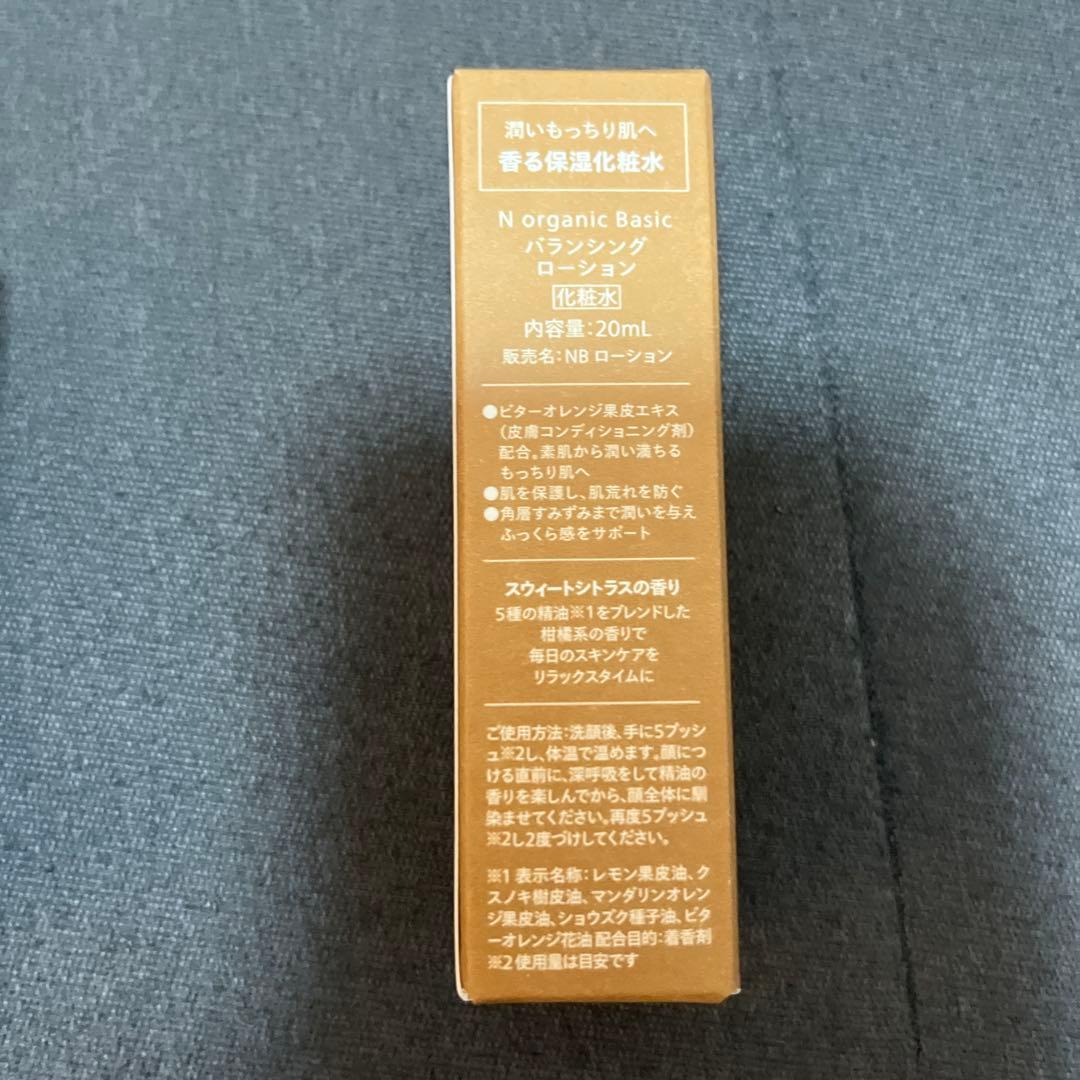 潤いもっちり肌へ
香る保湿化粧水
N organic Basic
バランシング
ローション
化粧水
内容量:20mL
販売名:NB ローション
●ビターオレンジ果皮エキス
(皮膚コンディショニング剤)
配合。素肌から潤い満ちる
もっちり肌へ
●肌を保護し、肌荒れを防ぐ
●角層すみずみまで潤いを与え
ふっくら感をサポート
スウィートシトラスの香り
5種の精油※1をブレンドした
柑橘系の香りで
毎日のスキンケアを
リラックスタイムに
ご使用方法:洗顔後、手に5プッシ
ュ※2し、体温で温めます。顔につ
ける直前に、深呼吸をして精油の
香りを楽しんでから、顔全体に馴
染ませてください。再度5プッシュ
※2し2度づけしてください。
※1 表示名称:レモン果皮油、ク
スノキ樹皮油、マンダリンオレン
ジ果皮油、ショウズク種子油、ビタ
ーオレンジ花油 配合目的:着香剤
※2 使用量は目安です